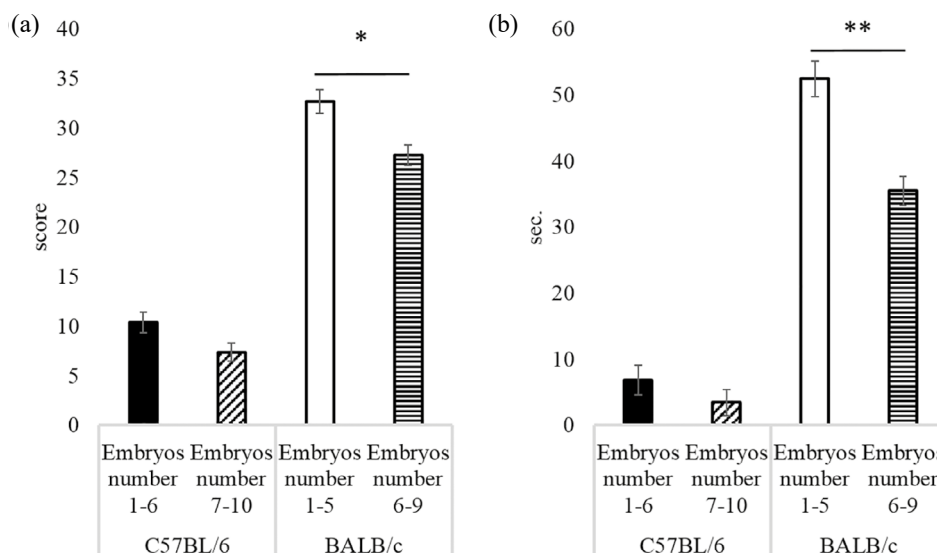 (a)
40
35
30
25
20
15
10
5
0
score
*
Embryos number 1-6
Embryos number 7-10
Embryos number 1-5
Embryos number 6-9
C57BL/6
BALB/c
(b)
60
50
40
30
20
10
0
sec.
**
Embryos number 1-6
Embryos number 7-10
Embryos number 1-5
Embryos number 6-9
C57BL/6
BALB/c